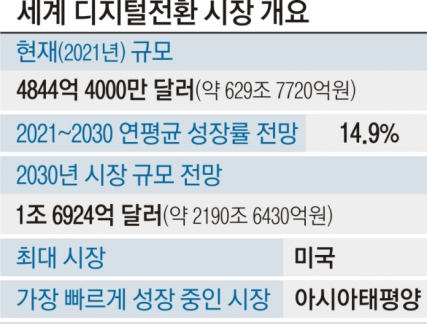 세계 디지털전환 시장 개요
현재(2021년) 규모
4844억 4000만 달러(약 629조 7720억원)
2021~2030 연평균 성장률 전망 14.9%
2030년 시장 규모 전망
1조 6924억 달러(약 2190조 6430억원)
최대 시장 미국
가장 빠르게 성장 중인 시장 아시아태평양